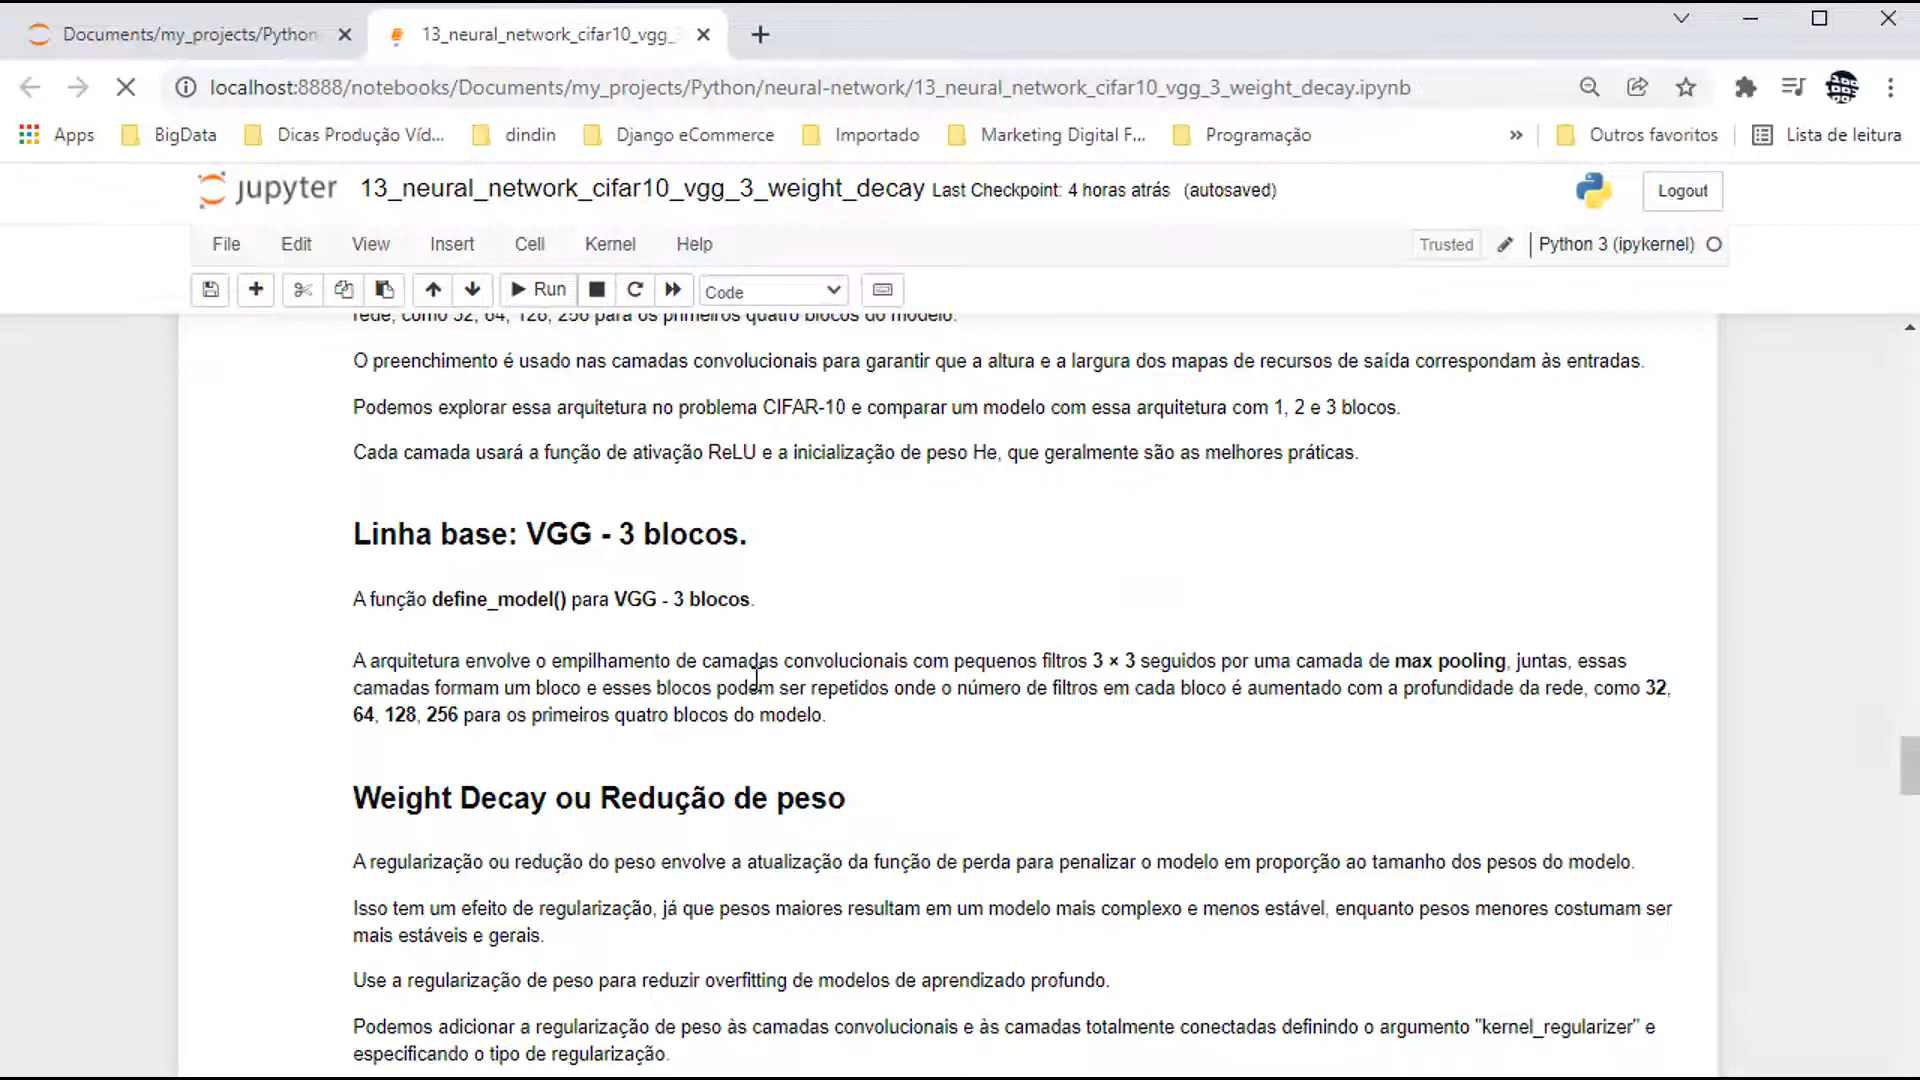 Documents/my_projects/Python
13_neural_network_cifar10_vgg_
localhost:8888/notebooks/Documents/my_projects/Python/neural-network/13_neural_network_cifar10_vgg_3_weight_decay.ipynb
Apps BigData Dicas Produção Víd... dindin Django eCommerce Importado Marketing Digital F... Programação » Outros favoritos Lista de leitura
jupyter 13_neural_network_cifar10_vgg_3_weight_decay Last Checkpoint: 4 horas atrás (autosaved) Logout
File Edit View Insert Cell Kernel Help Trusted Python 3 (ipykernel)
Run Code
rede, como 32, 64, 128, 256 para os primeiros quatro blocos do modelo.
O preenchimento é usado nas camadas convolucionais para garantir que a altura e a largura dos mapas de recursos de saída correspondam às entradas.
Podemos explorar essa arquitetura no problema CIFAR-10 e comparar um modelo com essa arquitetura com 1, 2 e 3 blocos.
Cada camada usará a função de ativação ReLU e a inicialização de peso He, que geralmente são as melhores práticas.
Linha base: VGG - 3 blocos.
A função define_model() para VGG - 3 blocos.
A arquitetura envolve o empilhamento de camadas convolucionais com pequenos filtros 3 × 3 seguidos por uma camada de max pooling, juntas, essas
camadas formam um bloco e esses blocos podem ser repetidos onde o número de filtros em cada bloco é aumentado com a profundidade da rede, como 32,
64, 128, 256 para os primeiros quatro blocos do modelo.
Weight Decay ou Redução de peso
A regularização ou redução do peso envolve a atualização da função de perda para penalizar o modelo em proporção ao tamanho dos pesos do modelo.
Isso tem um efeito de regularização, já que pesos maiores resultam em um modelo mais complexo e menos estável, enquanto pesos menores costumam ser
mais estáveis e gerais.
Use a regularização de peso para reduzir overfitting de modelos de aprendizado profundo.
Podemos adicionar a regularização de peso às camadas convolucionais e às camadas totalmente conectadas definindo o argumento "kernel_regularizer" e
especificando o tipo de regularização.